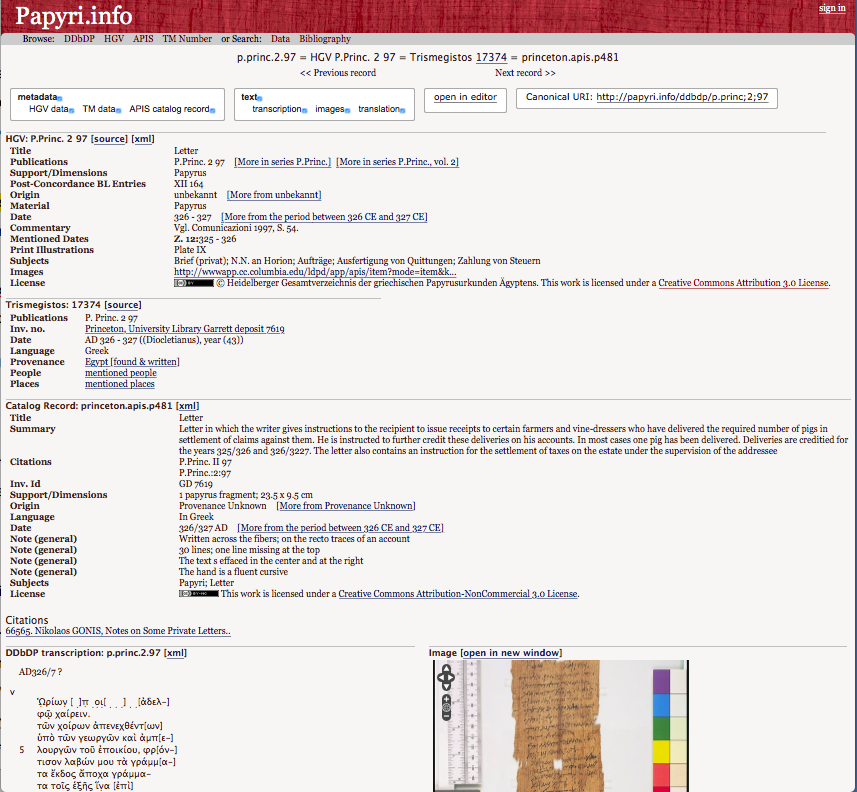 Papyri.info
sign in
Browse: DDbDP HGV APIS TM Number or Search: Data Bibliography
p.princ.2.97 = HGV P.Princ. 2 97 = Trismegistos 17374 = princeton.apis.p481
<< Previous record Next record >>
metadata
HGV data TM data APIS catalog record
text
transcription images translation
open in editor
Canonical URI: http://papyri.info/ddbdp/p.princ;2;97
HGV: P.Princ. 2 97 [source] [xml]
Title Letter
Publications P.Princ. 2 97 [More in series P.Princ.] [More in series P.Princ., vol. 2]
Support/Dimensions Papyrus
Post-Concordance BL Entries XII 164
Origin unbekannt [More from unbekannt]
Material Papyrus
Date 326 - 327 [More from the period between 326 CE and 327 CE]
Commentary Vgl. Comunicazioni 1997, S. 54.
Mentioned Dates Z. 12:325 - 326
Print Illustrations Plate IX
Subjects Brief (privat); N.N. an Horion; Aufträge; Ausfertigung von Quittungen; Zahlung von Steuern
Images http://wwwapp.cc.columbia.edu/ldpd/app/apis/item?mode=item&k...
License © Heidelberger Gesamtverzeichnis der griechischen Papyrusurkunden Ägyptens. This work is licensed under a Creative Commons Attribution 3.0 License.
Trismegistos: 17374 [source]
Publications P. Princ. 2 97
Inv. no. Princeton, University Library Garrett deposit 7619
Date AD 326 - 327 ((Diocletianus), year (43))
Language Greek
Provenance Egypt [found & written]
People mentioned people
Places mentioned places
Catalog Record: princeton.apis.p481 [xml]
Title Letter
Summary Letter in which the writer gives instructions to the recipient to issue receipts to certain farmers and vine-dressers who have delivered the required number of pigs in
settlement of claims against them. He is instructed to further credit these deliveries on his accounts. In most cases one pig has been delivered. Deliveries are creditied for
the years 325/326 and 326/3227. The letter also contains an instruction for the settlement of taxes on the estate under the supervision of the addressee
Citations P.Princ. II 97
P.Princ.:2:97
Inv. Id GD 7619
Support/Dimensions 1 papyrus fragment; 23.5 x 9.5 cm
Origin Provenance Unknown [More from Provenance Unknown]
Language In Greek
Date 326/327 AD [More from the period between 326 CE and 327 CE]
Note (general) Written across the fibers; on the recto traces of an account
Note (general) 30 lines; one line missing at the top
Note (general) The text s effaced in the center and at the right
Note (general) The hand is a fluent cursive
Subjects Papyri; Letter
License This work is licensed under a Creative Commons Attribution-NonCommercial 3.0 License.
Citations
66565. Nikolaos GONIS, Notes on Some Private Letters..
DDbDP transcription: p.princ.2.97 [xml]
Image [open in new window]
AD326/7 ?
v
Ὡρίων [ ̣]π̣ ̣οι̣[ ̣ ̣ ̣] ̣ [ἀδελ-]
φῷ χαίρειν.
τῶν χοίρων ἀπενεχθέντ[ων]
ὑπὸ τῶν γεωργῶν καὶ ἀμπ[ε-]
5 λουργῶν τοῦ ἐποικίου, φρ[όν-]
τισον λαβών μου τὰ γράμμ[α-]
τα ἔκδος ἄποχα γράμμα-
τα τοῖς ἑξῆς ἵνα [ἐπὶ]